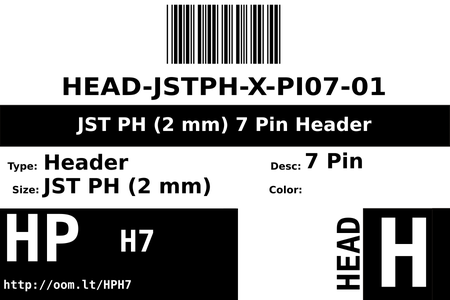 HEAD-JSTPH-X-PI07-01
JST PH (2 mm) 7 Pin Header
Type: Header
Desc: 7 Pin
Size: JST PH (2 mm)
Color:
HP
H7
HEAD
H
http://oom.lt/HPH7